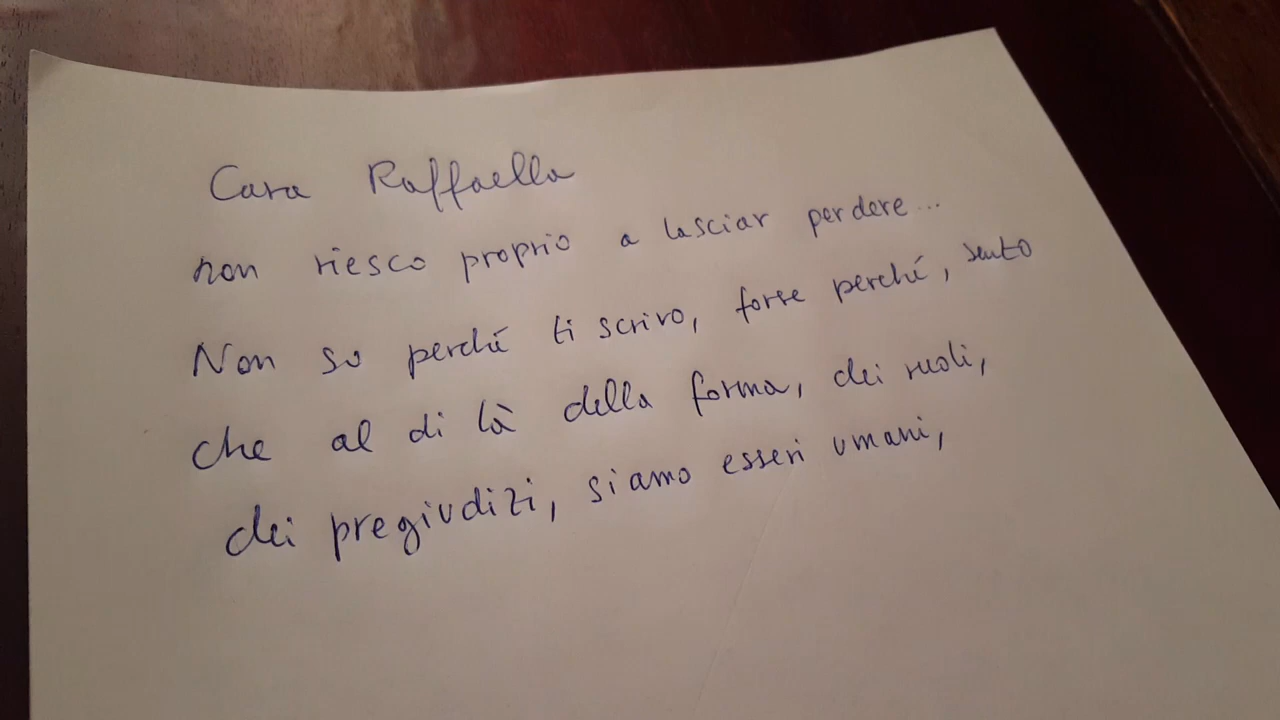 Cara Raffaella
non riesco proprio a lasciar perdere...
Non so perché ti scrivo, forse perché, sento
che al di là della forma, dei ruoli,
dei pregiudizi, siamo esseri umani,